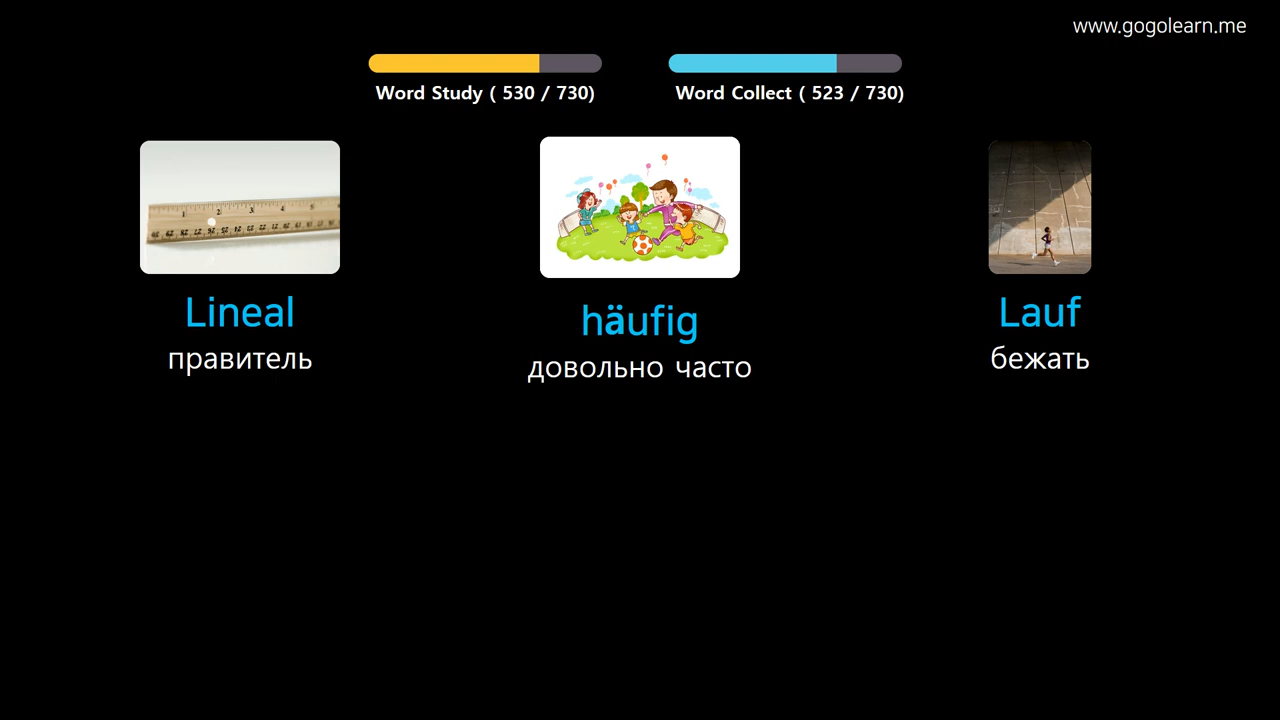 www.gogolearn.me
Word Study ( 530 / 730)
Word Collect ( 523 / 730)
Lineal
правитель
häufig
довольно часто
Lauf
бежать